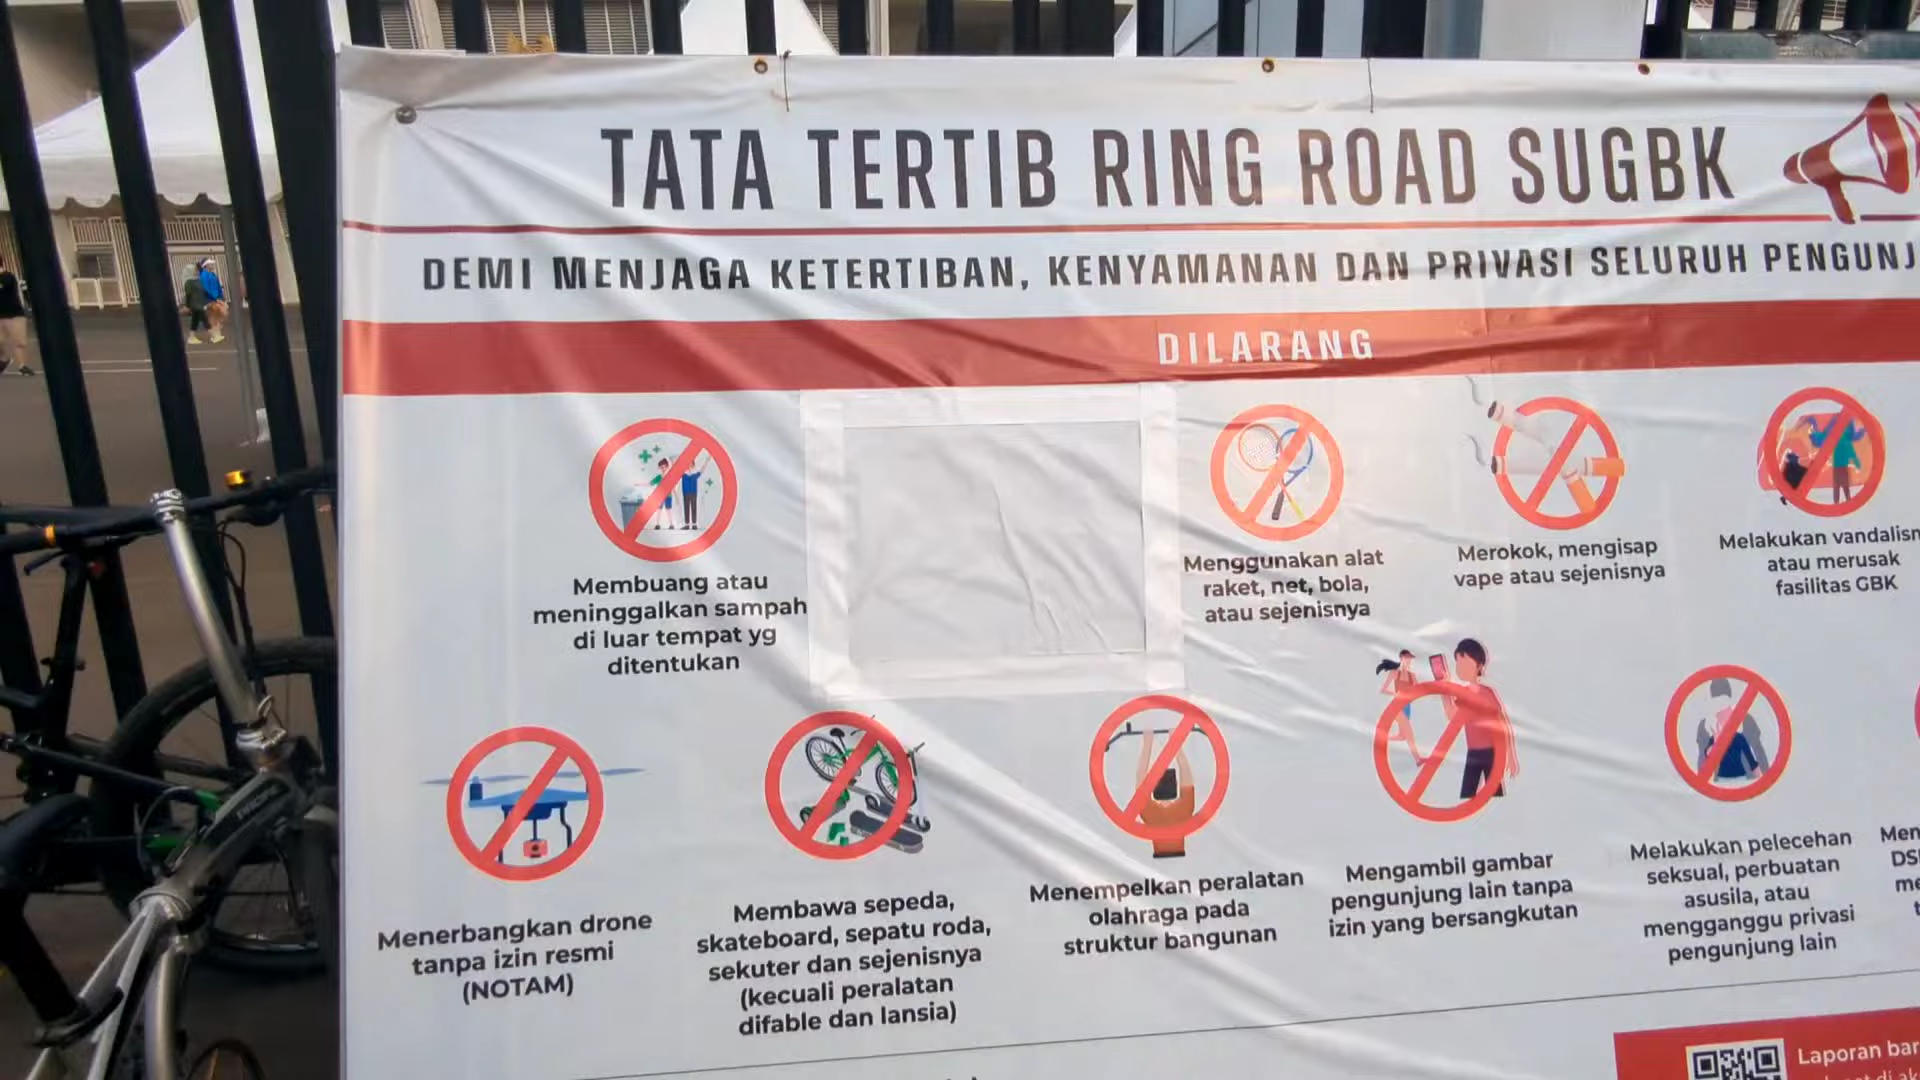 TATA TERTIB RING ROAD SUGBK
DEMI MENJAGA KETERTIBAN, KENYAMANAN DAN PRIVASI SELURUH
DILARANG
Membuang atau
meninggalkan sampah
di luar tempat yg
ditentukan
Menggunakan alat
raket, net, bola,
atau sejenisnya
Merokok, mengisap
vape atau sejenisnya
Melakukan
atau merusak
fasilitas GBK
Menerbangkan drone
tanpa izin resmi
(NOTAM)
Membawa sepeda,
skateboard, sepatu roda,
sekuter dan sejenisnya
(kecuali peralatan
difable dan lansia)
Menempelkan peralatan
olahraga pada
struktur bangunan
Mengambil gambar
pengunjung lain tanpa
izin yang bersangkutan
Melakukan pelecehan
seksual, perbuatan
asusila, atau
mengganggu privasi
pengunjung lain
Laporan